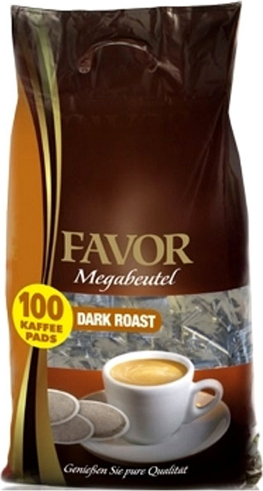 FAVOR
Megabeutel
100
KAFFEE
PADS
DARK ROAST
Genießen Sie pure Qualität